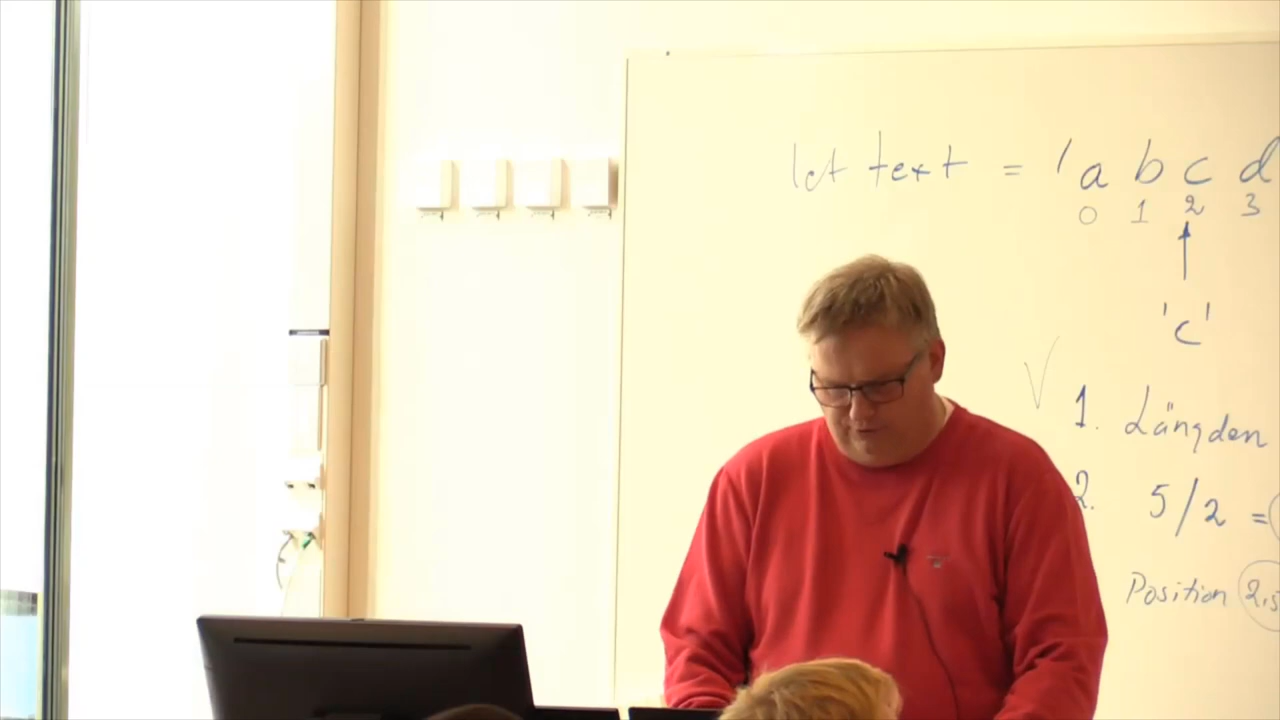 let text = 'a b c d
0 1 2 3
'c'
1. Längden
2. 5/2 =
Position 2,5